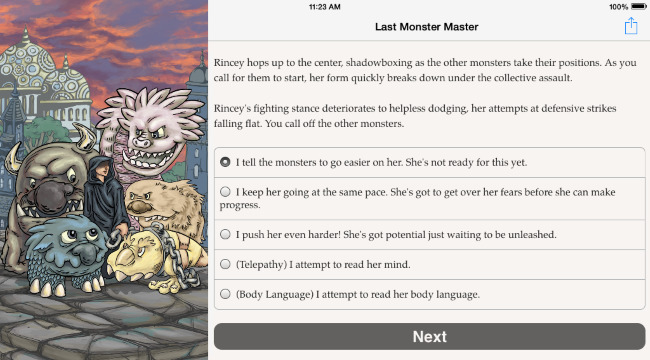 11:23 AM
100%
Last Monster Master
Rincey hops up to the center, shadowboxing as the other monsters take their positions. As you
call for them to start, her form quickly breaks down under the collective assault.
Rincey's fighting stance deteriorates to helpless dodging, her attempts at defensive strikes
falling flat. You call off the other monsters.
I tell the monsters to go easier on her. She's not ready for this yet.
I keep her going at the same pace. She's got to get over her fears before she can make
progress.
I push her even harder! She's got potential just waiting to be unleashed.
(Telepathy) I attempt to read her mind.
(Body Language) I attempt to read her body language.
Next